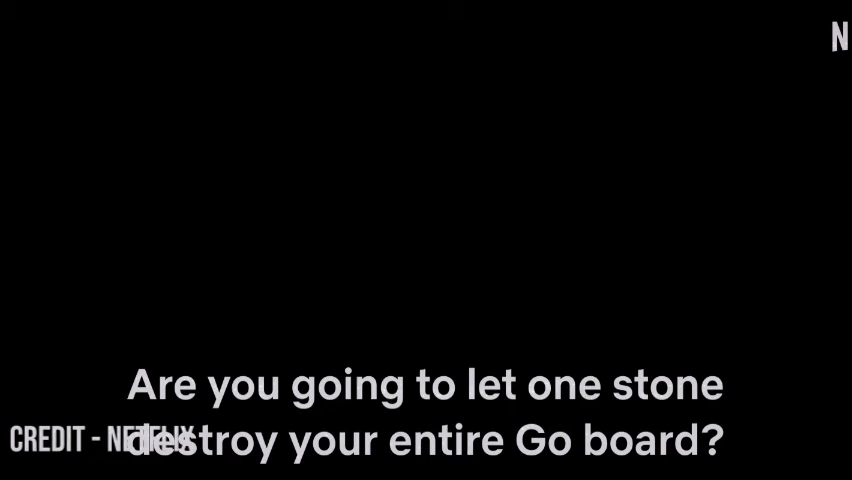 N
Are you going to let one stone
destroy your entire Go board?
CREDIT - NETFLIX